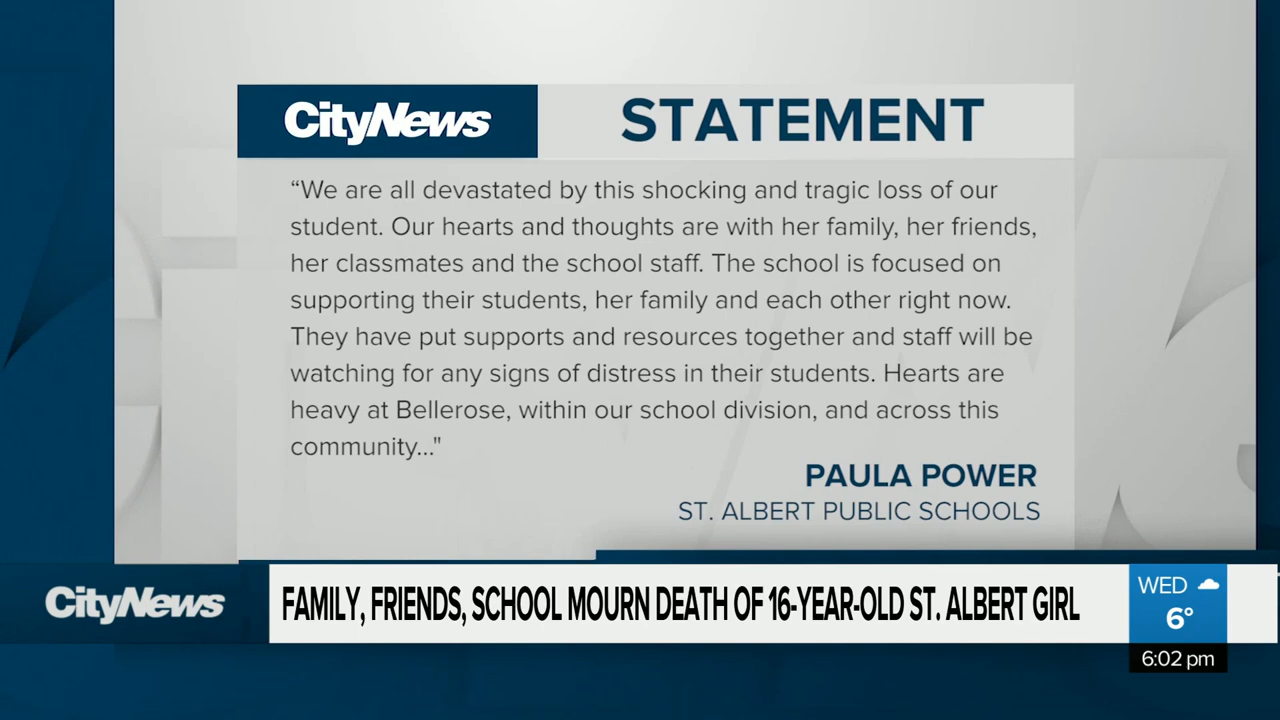 CityNews
STATEMENT
“We are all devastated by this shocking and tragic loss of our
student. Our hearts and thoughts are with her family, her friends,
her classmates and the school staff. The school is focused on
supporting their students, her family and each other right now.
They have put supports and resources together and staff will be
watching for any signs of distress in their students. Hearts are
heavy at Bellerose, within our school division, and across this
community..."
PAULA POWER
ST. ALBERT PUBLIC SCHOOLS
CityNews
FAMILY, FRIENDS, SCHOOL MOURN DEATH OF 16-YEAR-OLD ST. ALBERT GIRL
WED
6°
6:02 pm